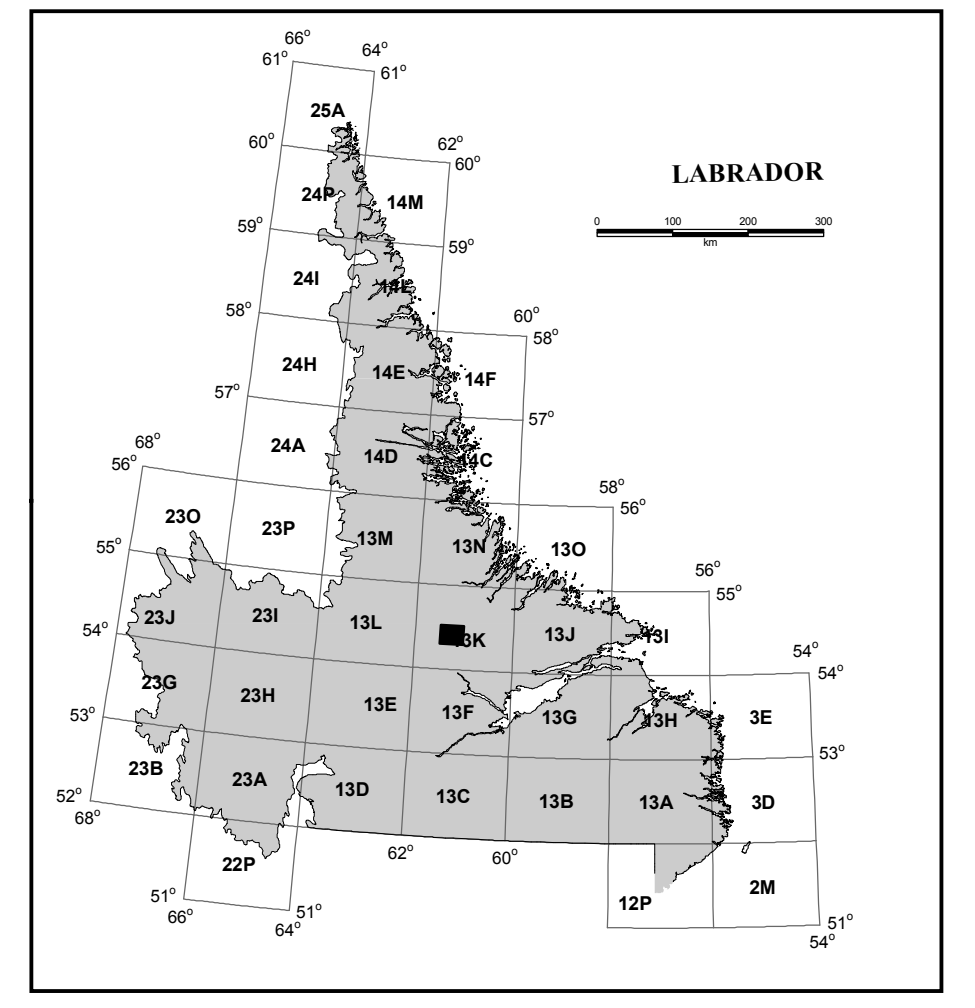 66° 64°
61° 61°
25A
60° 62° 60°
LABRADOR
24P 14M
0 100 200 300
km
59° 59°
24I 14L
58° 60° 58°
24H 14E 14F
57° 57°
24A 14D 14C
68°
56° 58° 56°
23O 23P 13M 13N 13O
55° 56° 55°
23J 23I 13L 13K 13J 13I
54° 54° 54°
23G 23H 13E 13F 13G 13H 3E
53° 53°
23B 23A 13D 13C 13B 13A 3D
52°
68°
62° 60°
22P 12P 2M
51° 51° 51°
66° 64° 54°